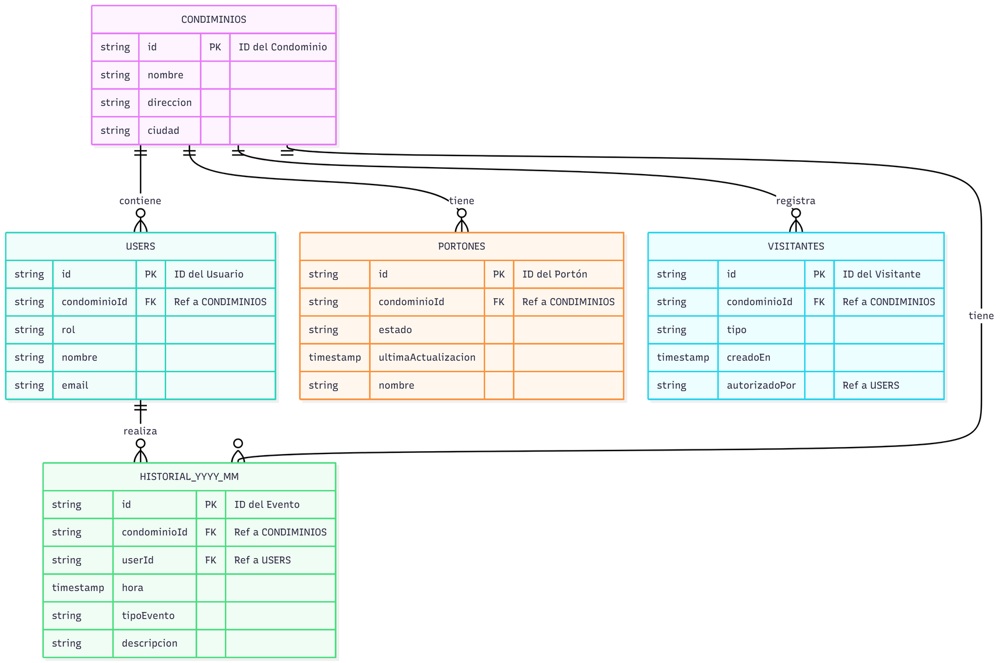 CONDIMINIOS
string id PK ID del Condominio
string nombre
string direccion
string ciudad
contiene
tiene
registra
USERS
string id PK ID del Usuario
string condominioId FK Ref a CONDIMINIOS
string rol
string nombre
string email
PORTONES
string id PK ID del Portón
string condominioId FK Ref a CONDIMINIOS
string estado
timestamp ultimaActualizacion
string nombre
VISITANTES
string id PK ID del Visitante
string condominioId FK Ref a CONDIMINIOS
string tipo
timestamp creadoEn
string autorizadoPor Ref a USERS
tiene
realiza
HISTORIAL_YYYY_MM
string id PK ID del Evento
string condominioId FK Ref a CONDIMINIOS
string userId FK Ref a USERS
timestamp hora
string tipoEvento
string descripcion